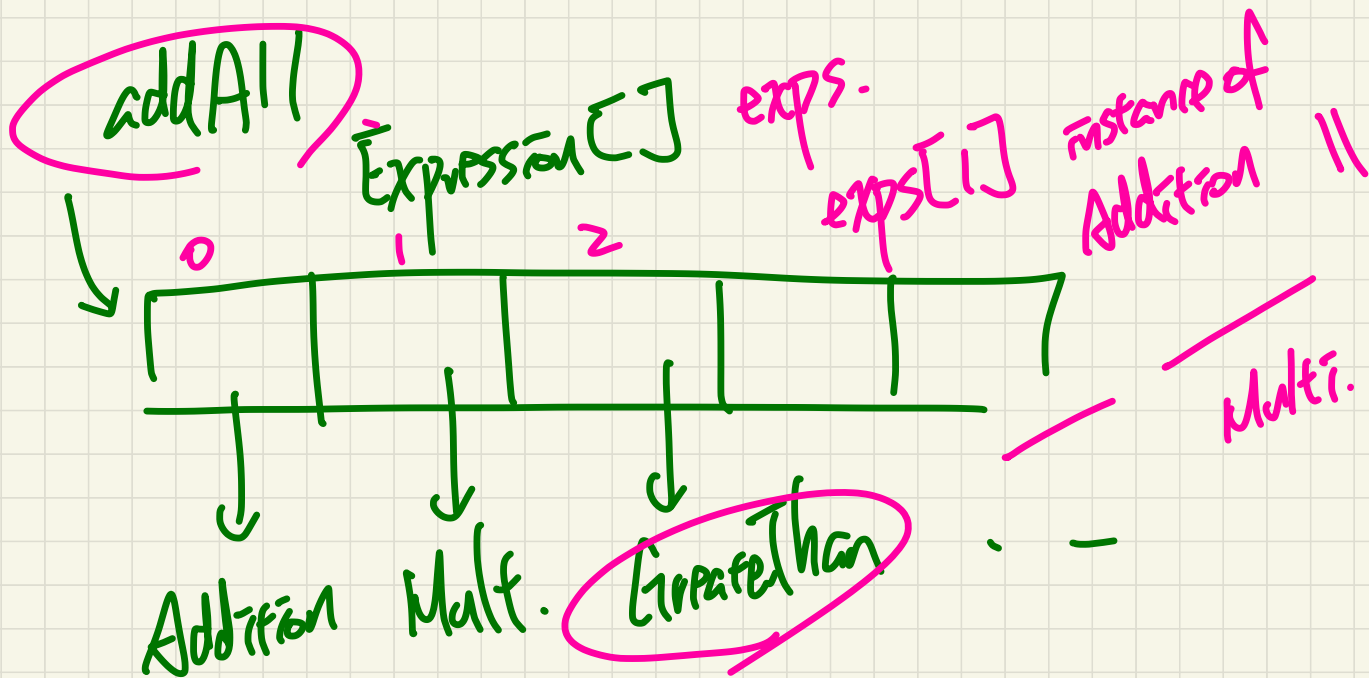 addAll
Expression[]
exps.
exps[i] instanceof
Addition ||
Multi.
0 1 2
Addition Mult. GreaterThan